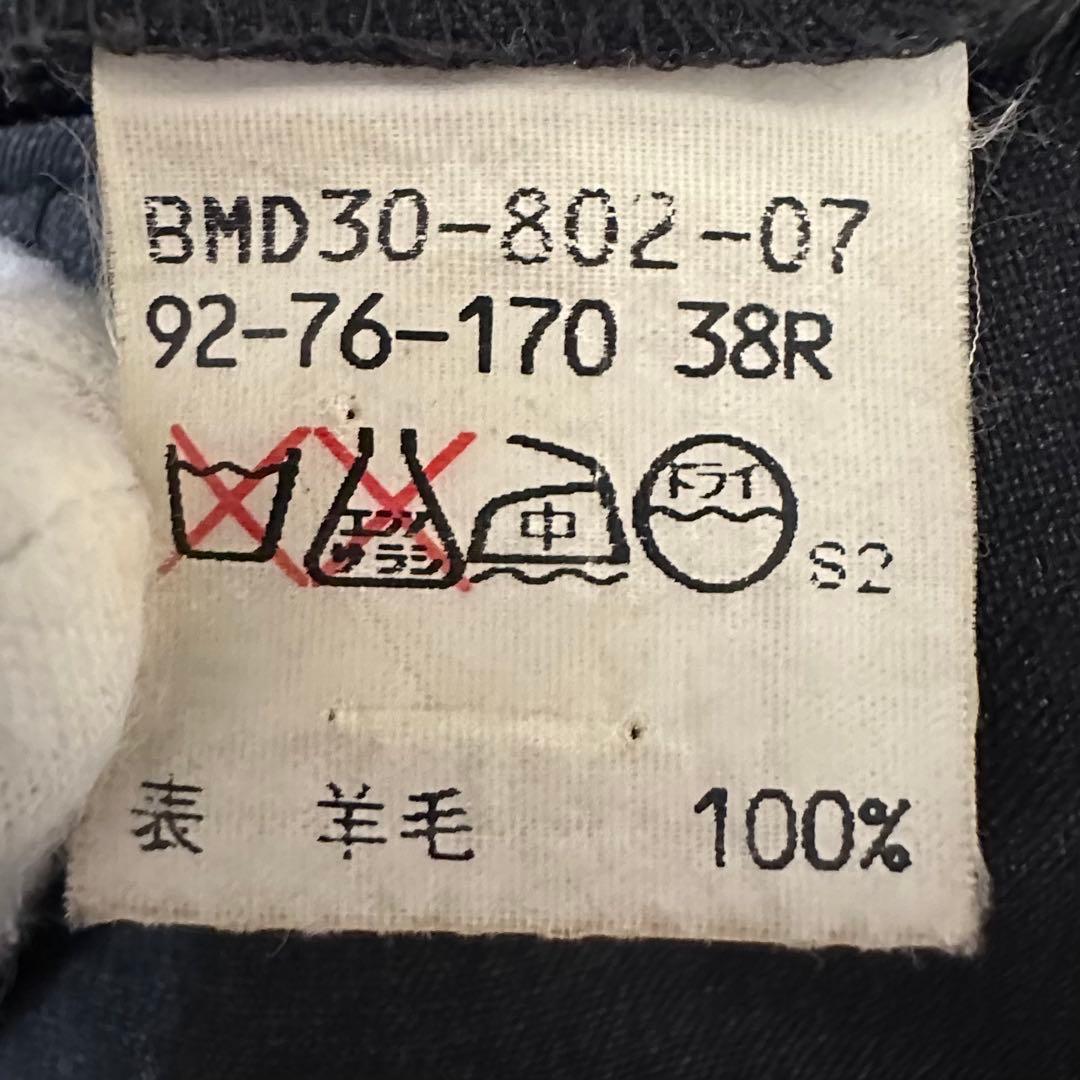 BMD30-802-07
92-76-170 38R
エンソ
サラシ
中
ドライ
S2
表 羊毛 100%